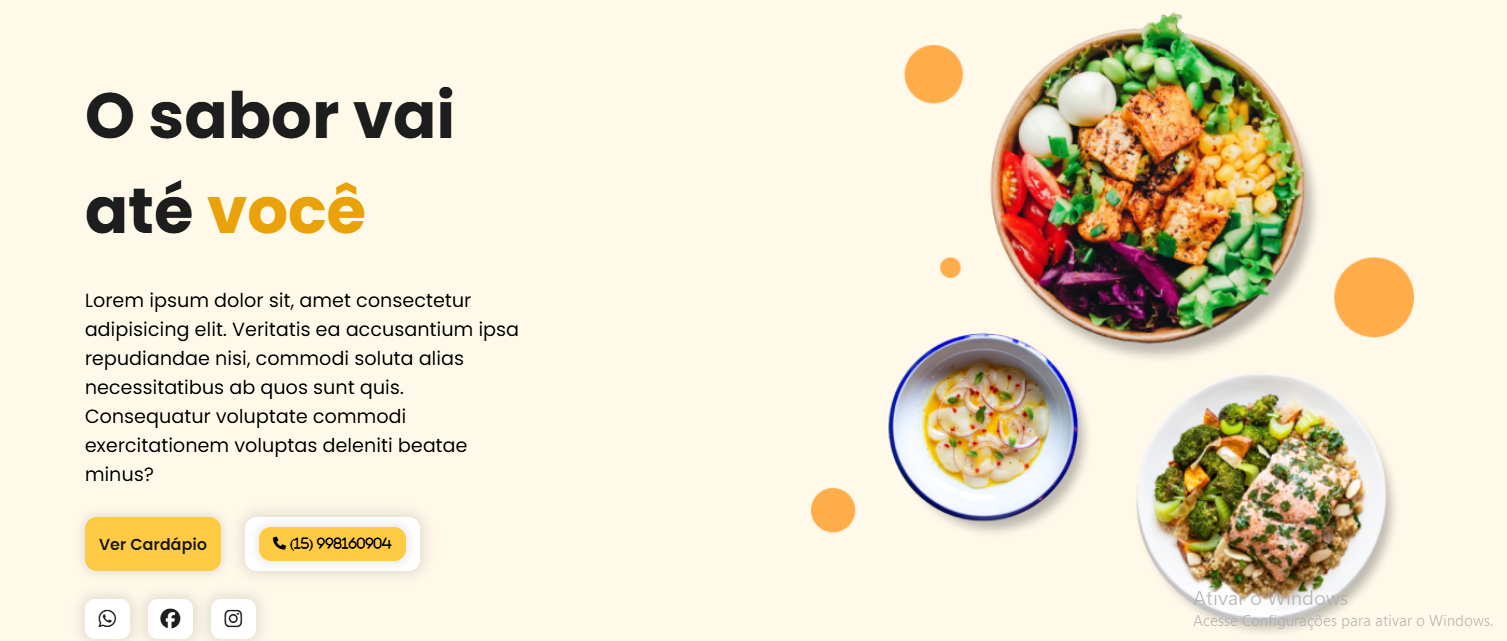 O sabor vai
até você
Lorem ipsum dolor sit, amet consectetur
adipisicing elit. Veritatis ea accusantium ipsa
repudiandae nisi, commodi soluta alias
necessitatibus ab quos sunt quis.
Consequatur voluptate commodi
exercitationem voluptas deleniti beatae
minus?
Ver Cardápio
(15) 998160904
Ativar o Windows
Acesse Configurações para ativar o Windows.